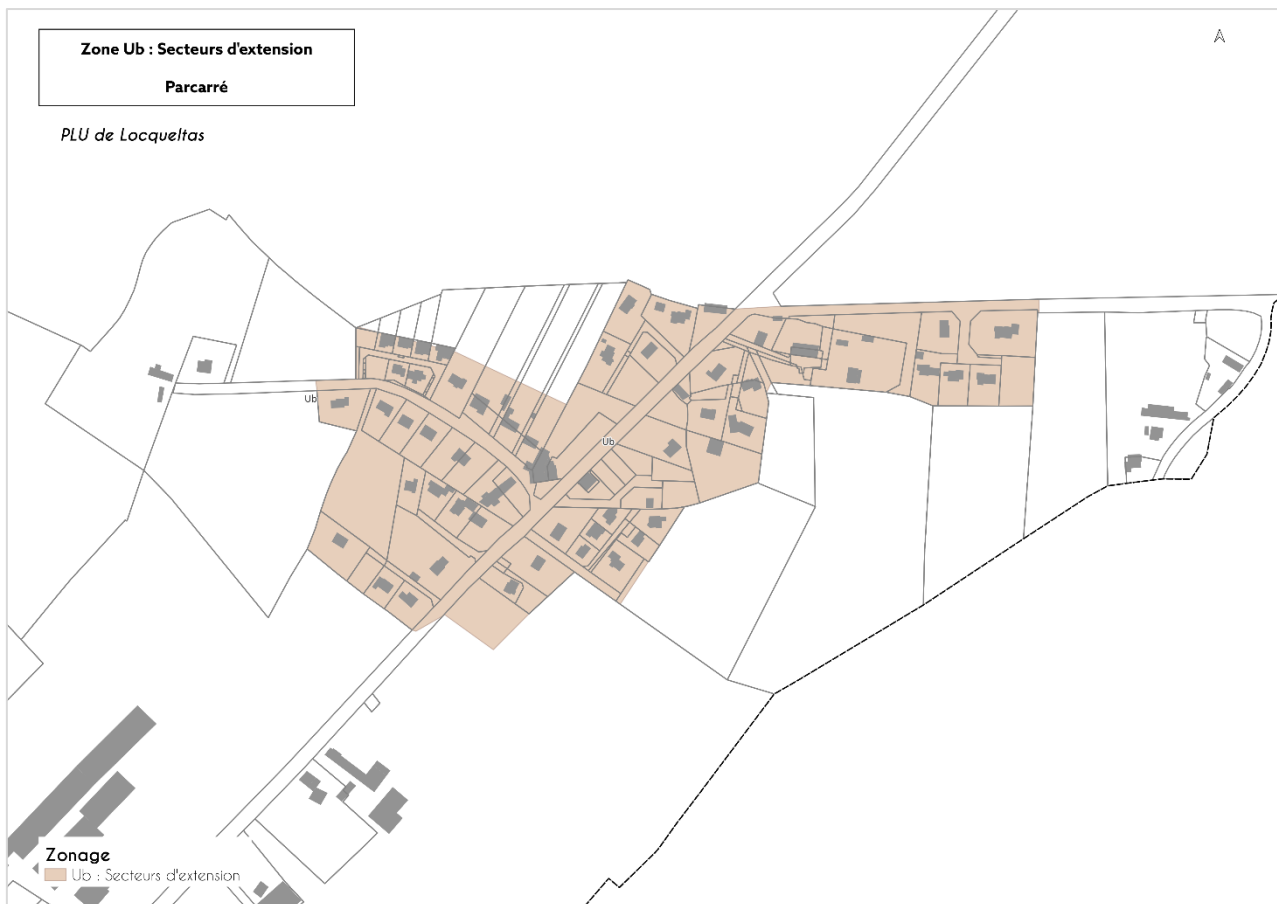 Zone Ub : Secteurs d'extension
Parcarré
PLU de Locqueltas
Ub
Ub
Zonage
Ub : Secteurs d'extension